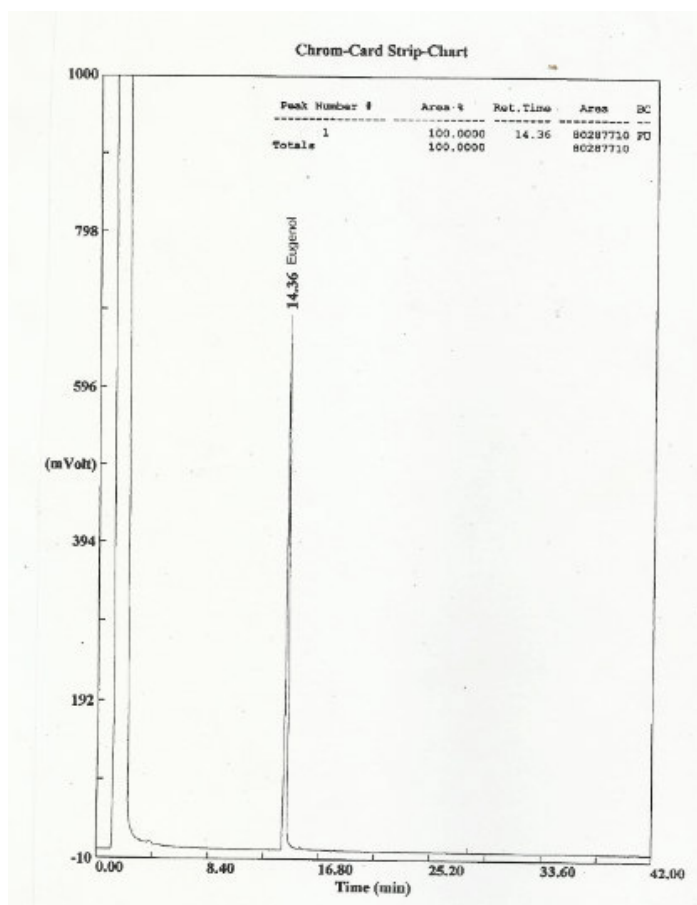 Chrom-Card Strip-Chart
1000
Peak Number # Area % Ret.Time Area BC
1 100.0000 14.36 80287710 PU
Totals 100.0000 80287710
798
14.36 Eugenol
596
(mVolt)
394
192
-10
0.00 8.40 16.80 25.20 33.60 42.00
Time (min)